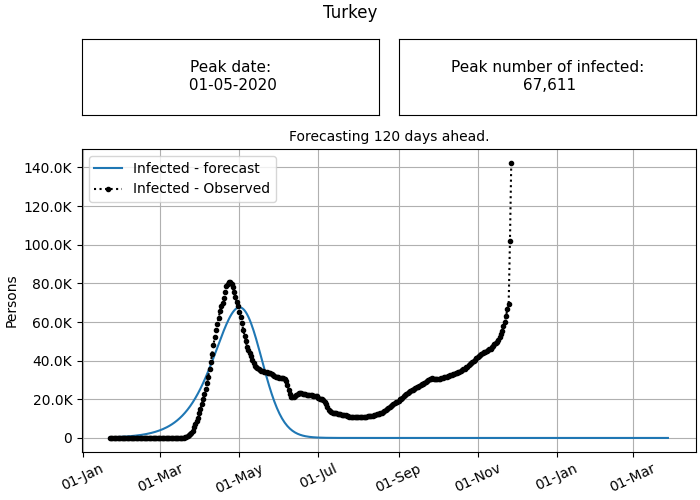 Turkey
Peak date:
01-05-2020
Peak number of infected:
67,611
Forecasting 120 days ahead.
Infected - forecast
Infected - Observed
140.0K
120.0K
100.0K
80.0K
60.0K
40.0K
20.0K
0
Persons
01-Jan
01-Mar
01-May
01-Jul
01-Sep
01-Nov
01-Jan
01-Mar